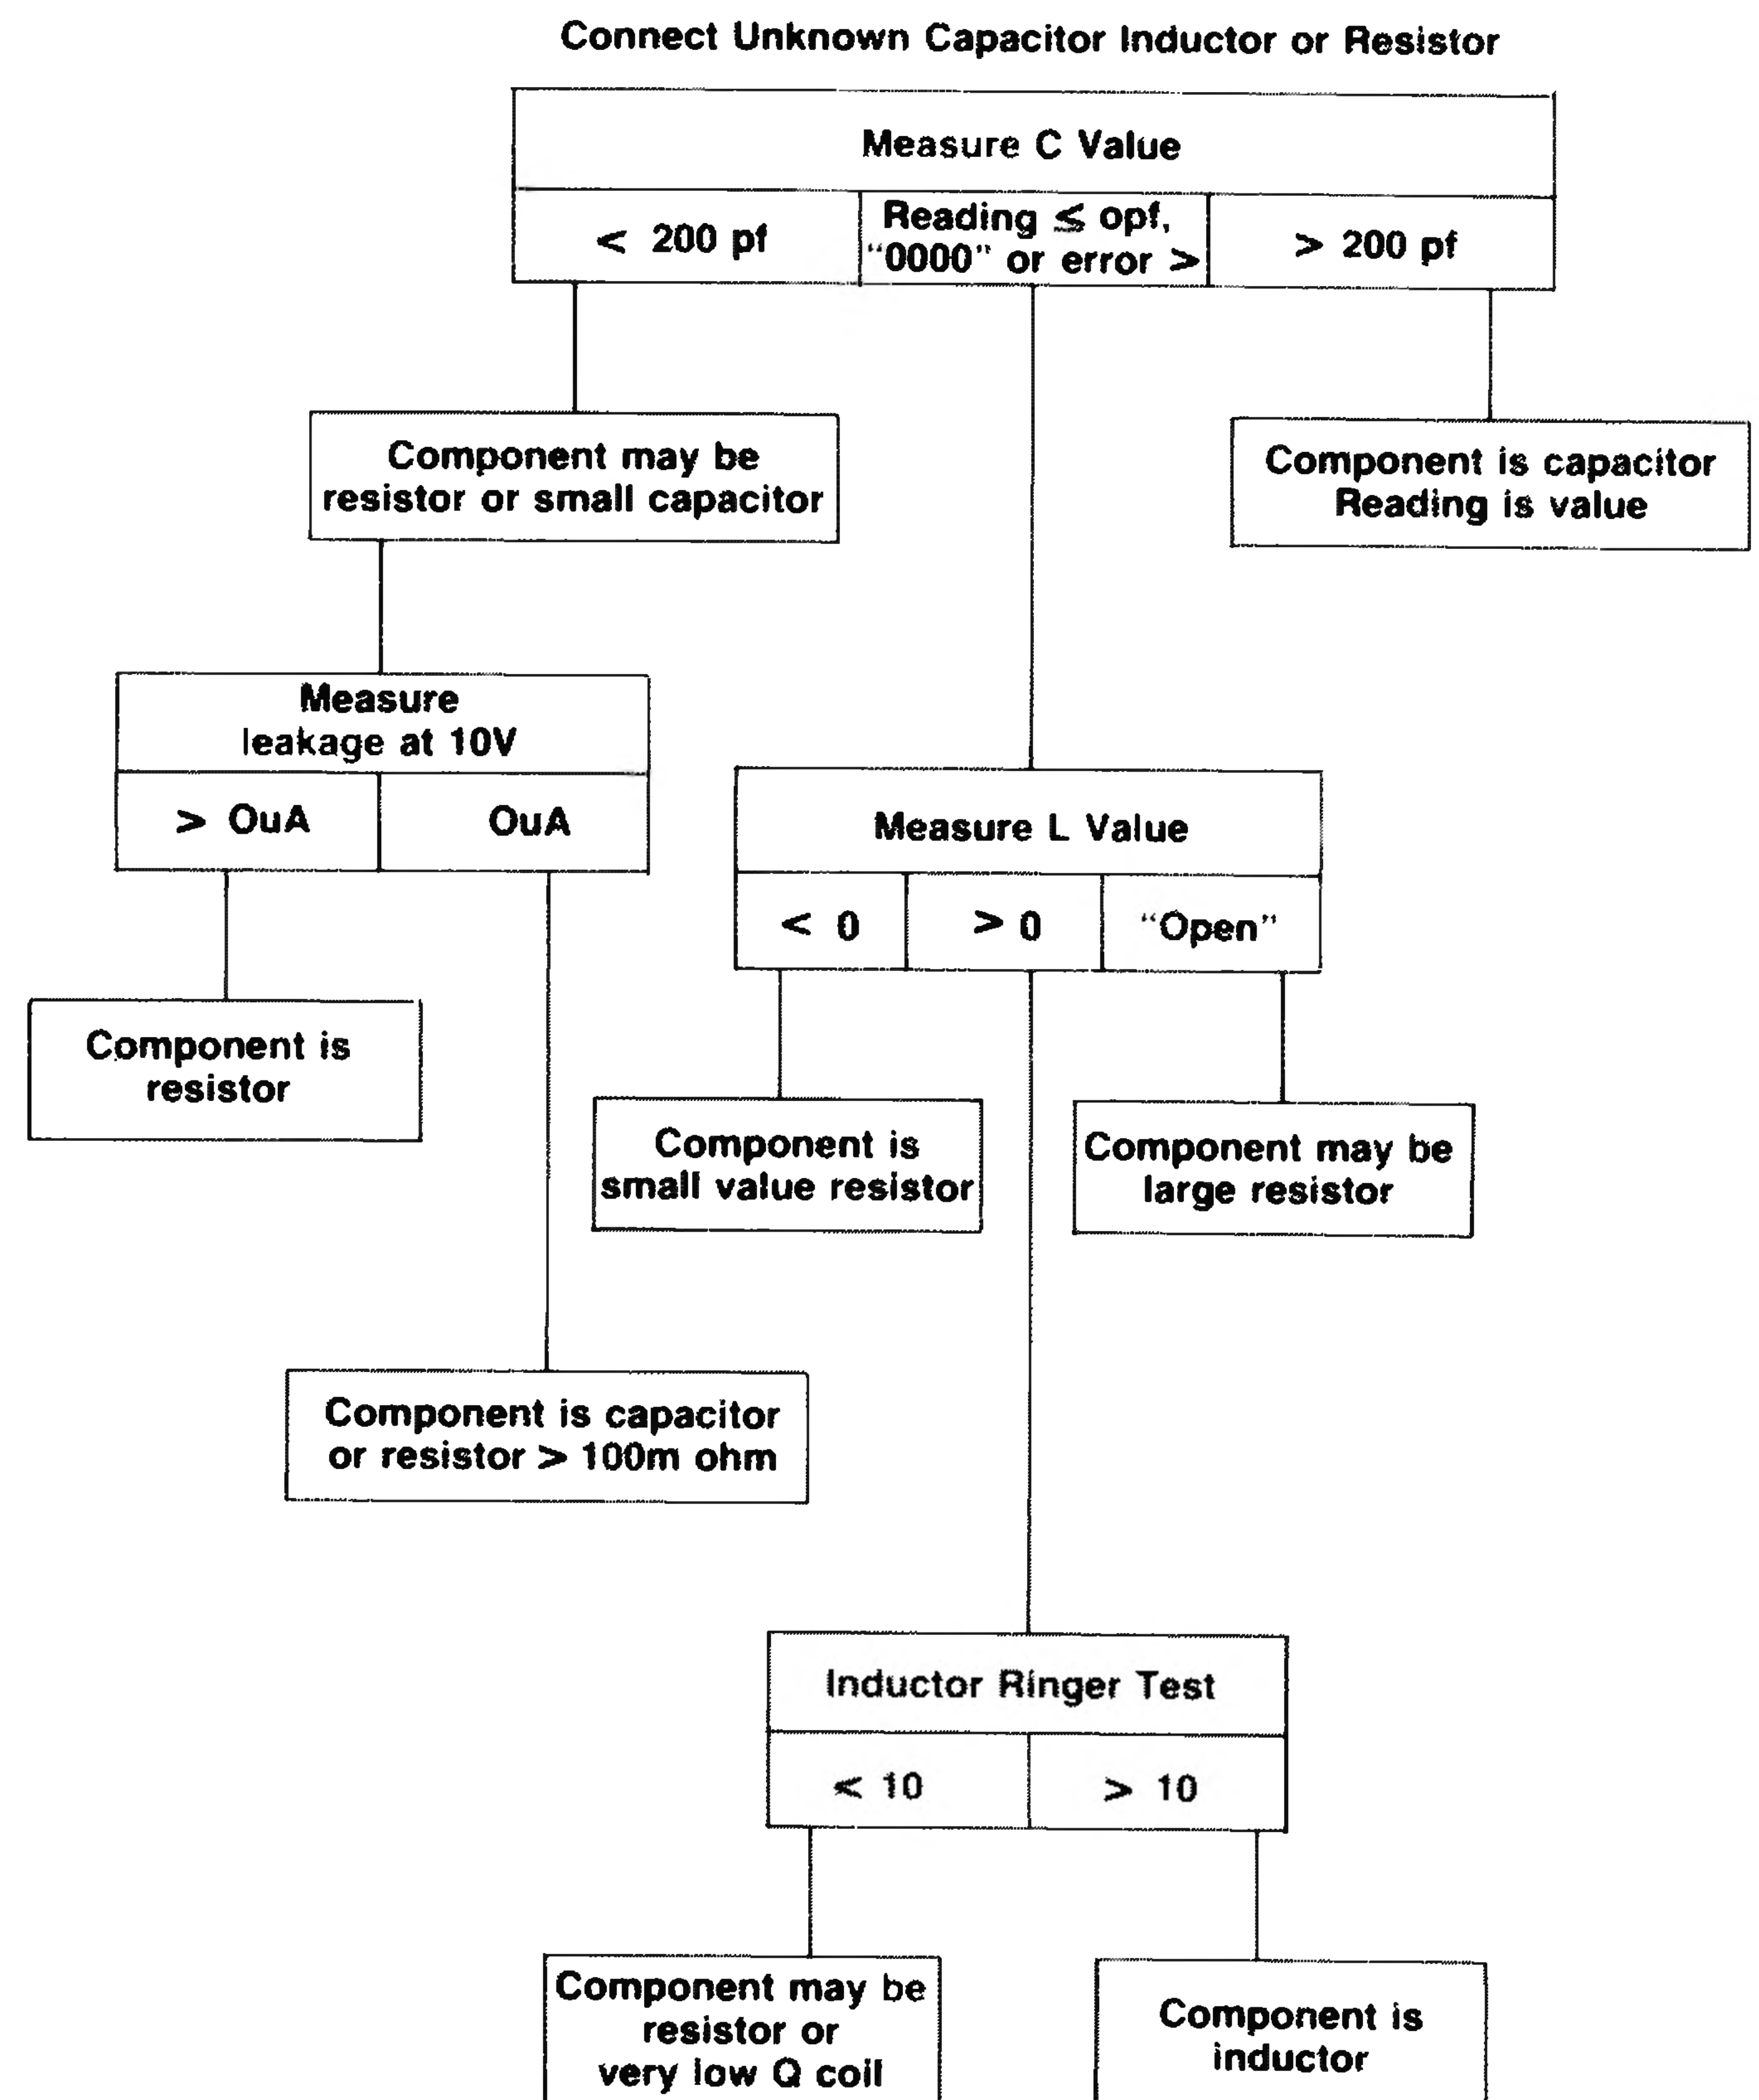 Connect Unknown Capacitor Inductor or Resistor
Measure C Value
< 200 pf
Reading ≤ opf,
"0000" or error >
> 200 pf
Component may be
resistor or small capacitor
Component is capacitor
Reading is value
Measure
leakage at 10V
> OuA
OuA
Measure L Value
< 0
> 0
"Open"
Component is
resistor
Component is
small value resistor
Component may be
large resistor
Component is capacitor
or resistor > 100m ohm
Inductor Ringer Test
< 10
> 10
Component may be
resistor or
very low Q coil
Component is
inductor